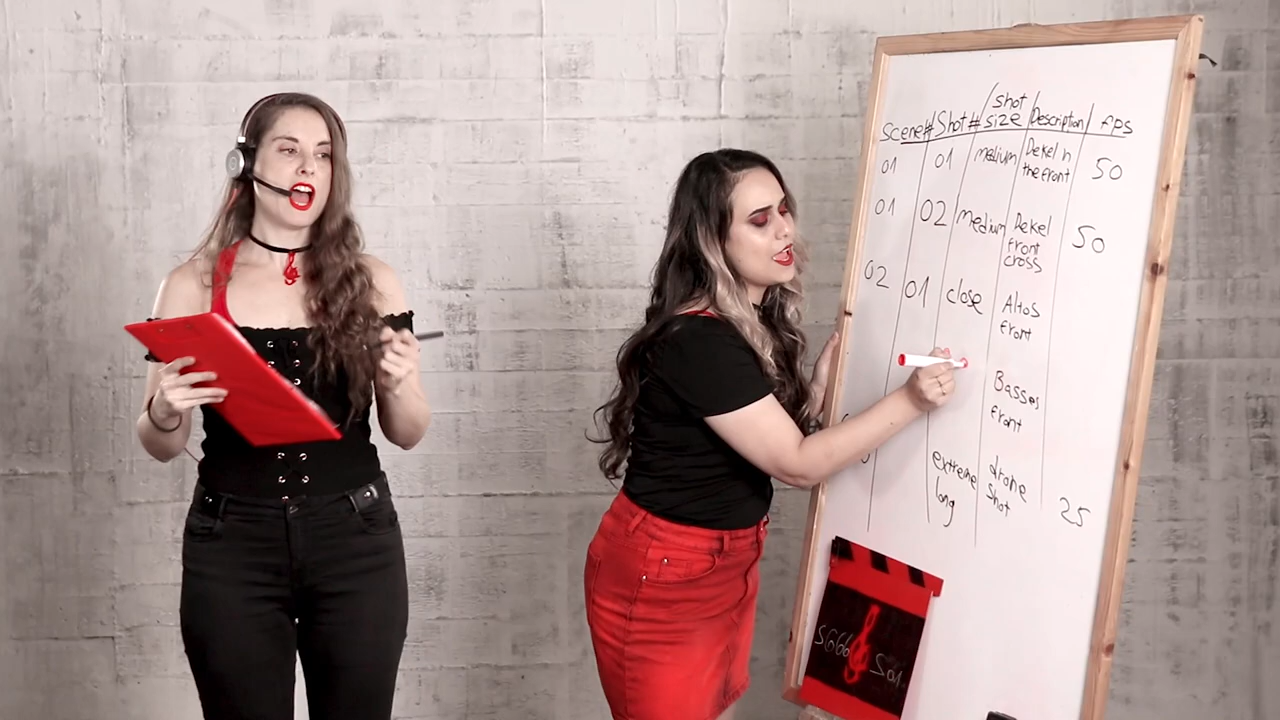 shot
Scene# Shot # size Description fps
01 01 medium Dekel in
the front 50
01 02 medium Dekel
front
cross 50
02 01 close Altos
front
Basses
front
extreme
long
drone
shot 25